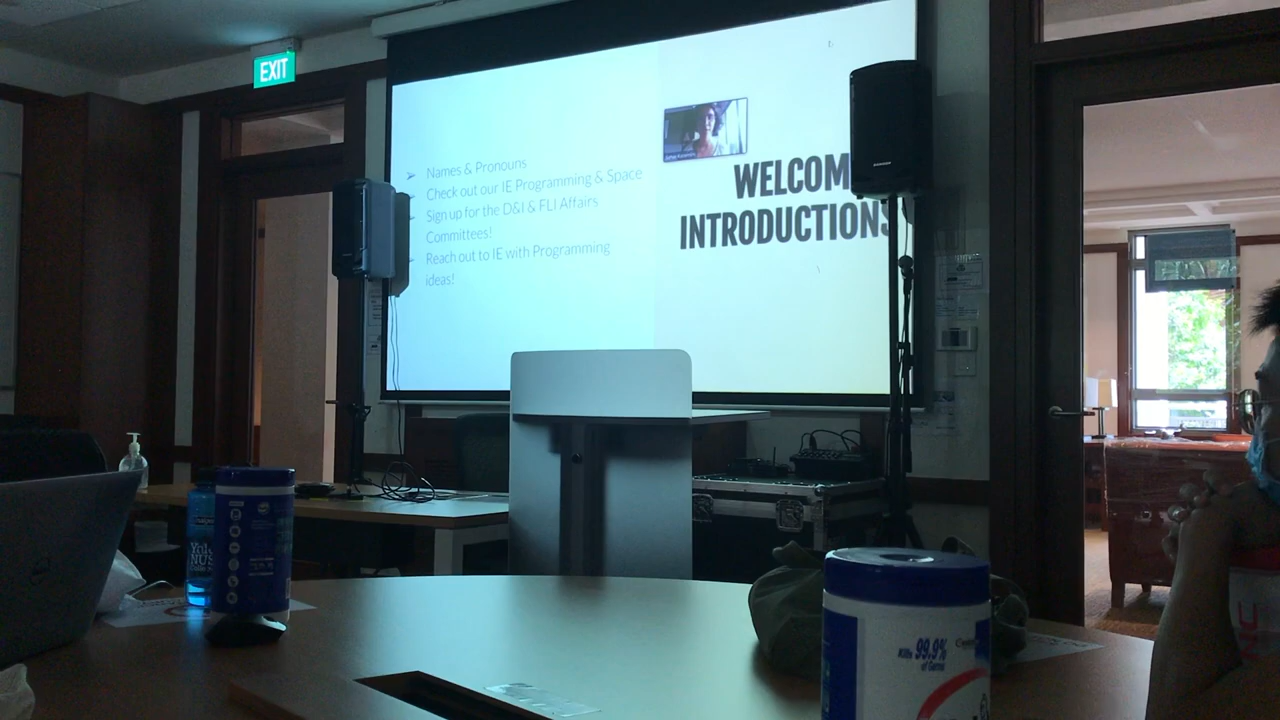 EXIT
Names & Pronouns
Check out our IE Programming & Space
Sign up for the D&I & FLI Affairs
Committees!
Reach out to IE with Programming
ideas!
WELCOM
INTRODUCTIONS
Kills 99.9%
of Germs